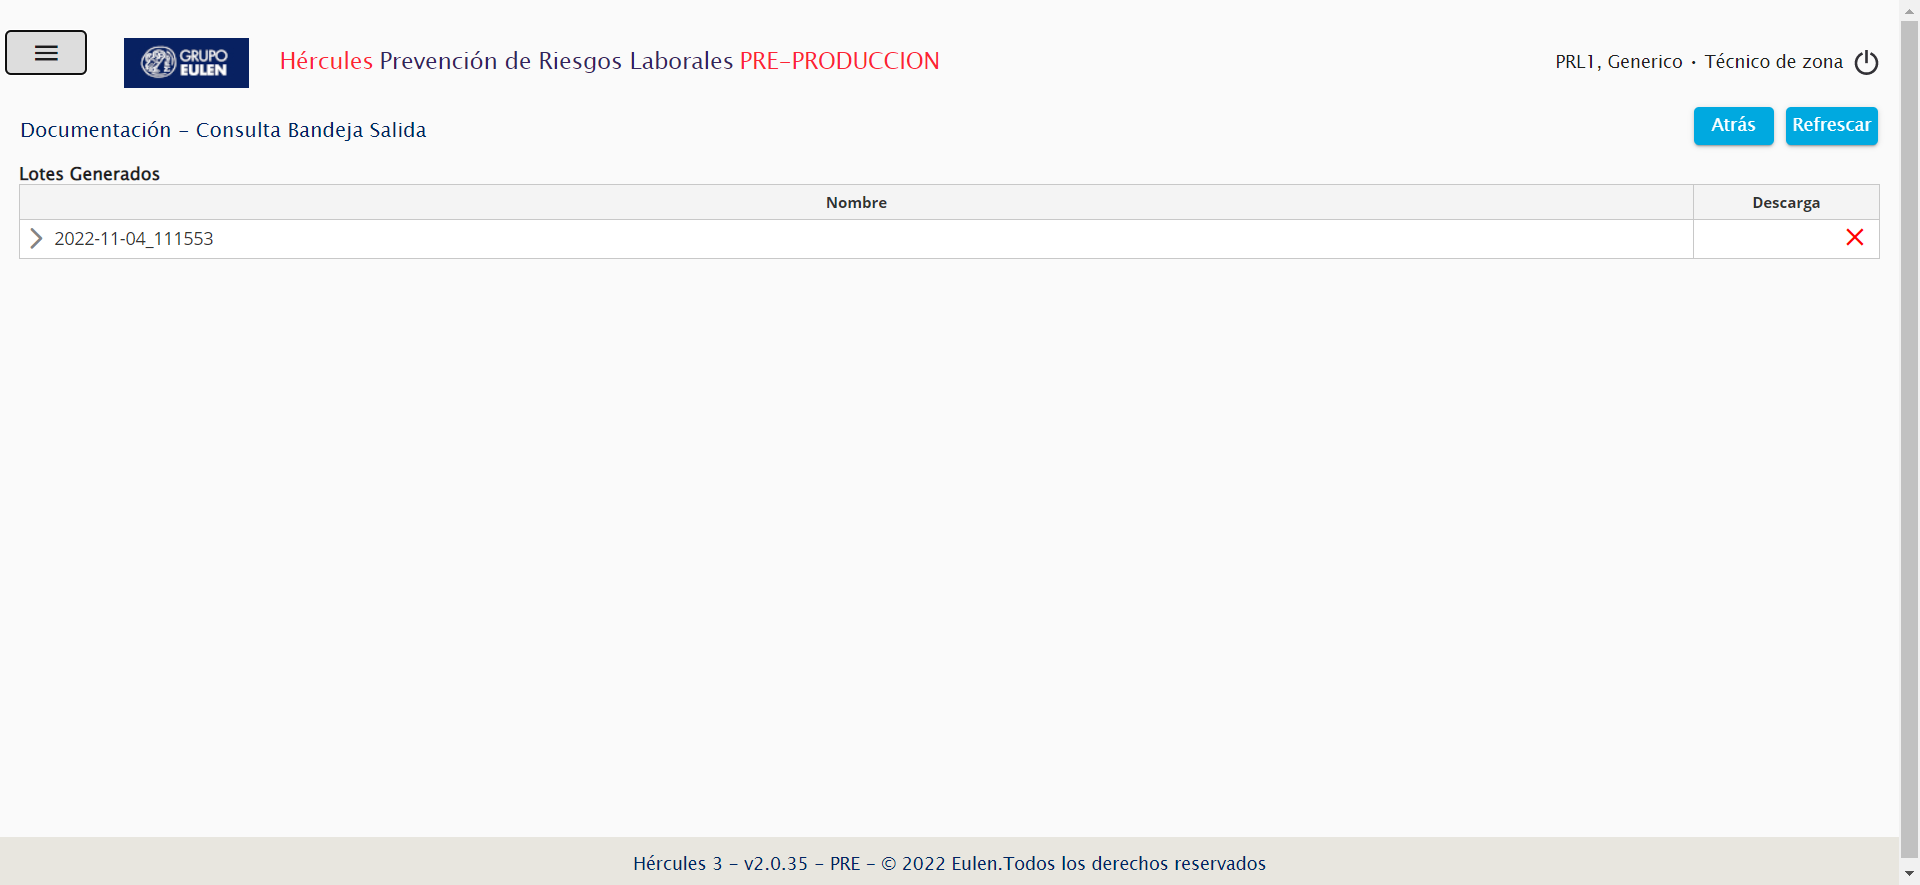 GRUPO
EULEN
Hércules Prevención de Riesgos Laborales PRE-PRODUCCION
PRL1, Generico · Técnico de zona
Documentación - Consulta Bandeja Salida
Atrás
Refrescar
Lotes Generados
Nombre
Descarga
2022-11-04_111553
Hércules 3 - v2.0.35 - PRE - © 2022 Eulen.Todos los derechos reservados